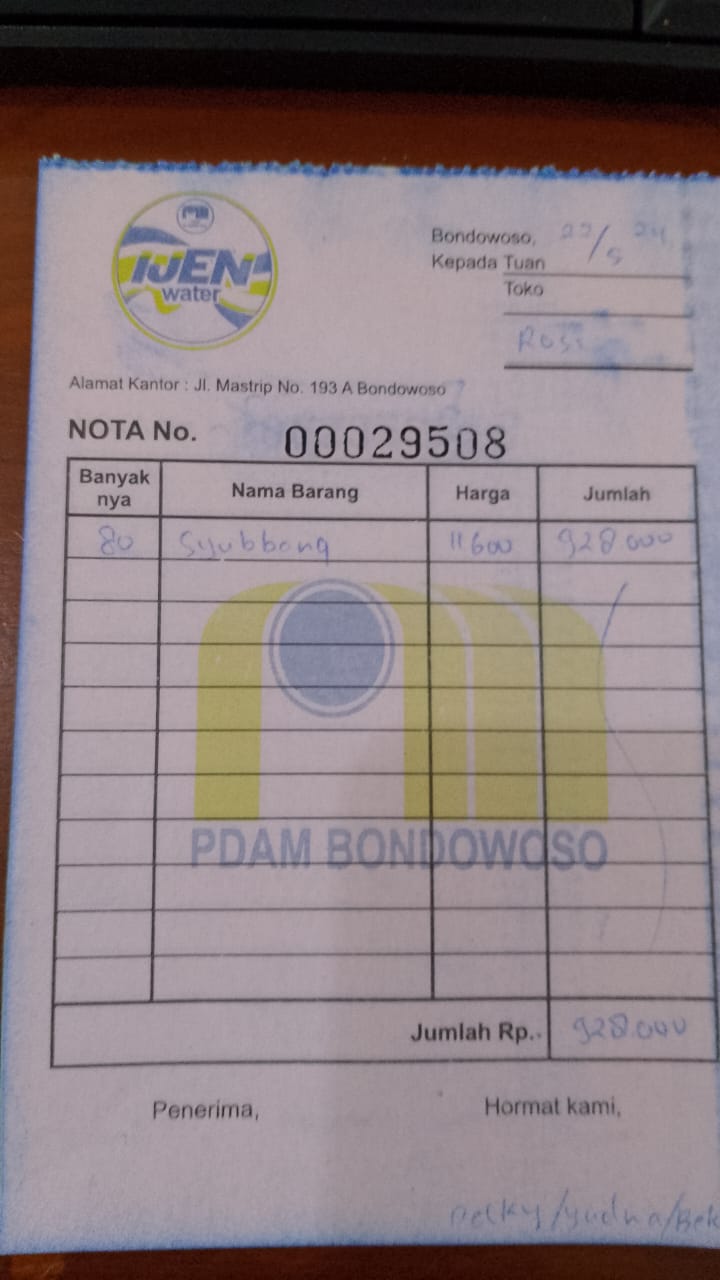 IJEN
water
Bondowoso, 22/5 24
Kepada Tuan
Toko
Rosi
Alamat Kantor : Jl. Mastrip No. 193 A Bondowoso
NOTA No. 00029508
Banyak nya Nama Barang Harga Jumlah
80 Syubbong 11600 928.000
PDAM BONDOWOSO
Jumlah Rp.. 928.000
Penerima, Hormat kami,
/yudha/Bek